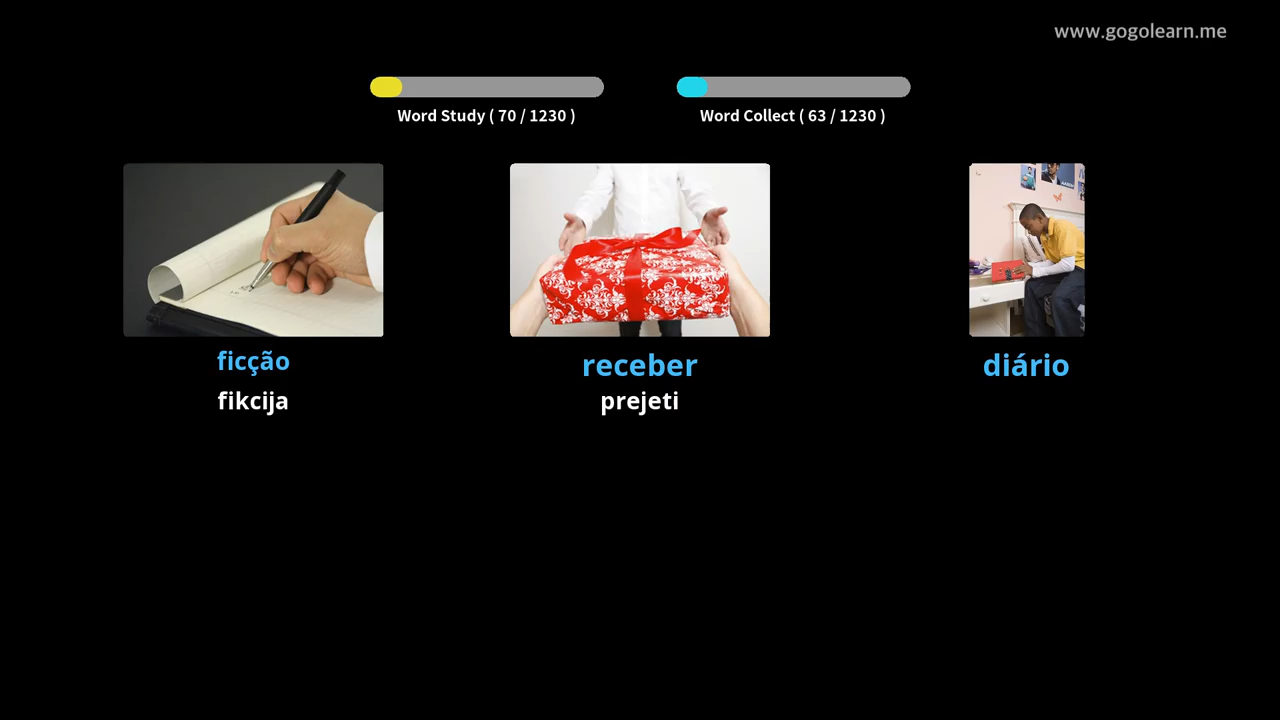 www.gogolearn.me
Word Study ( 70 / 1230 )
Word Collect ( 63 / 1230 )
ficção
receber
diário
fikcija
prejeti